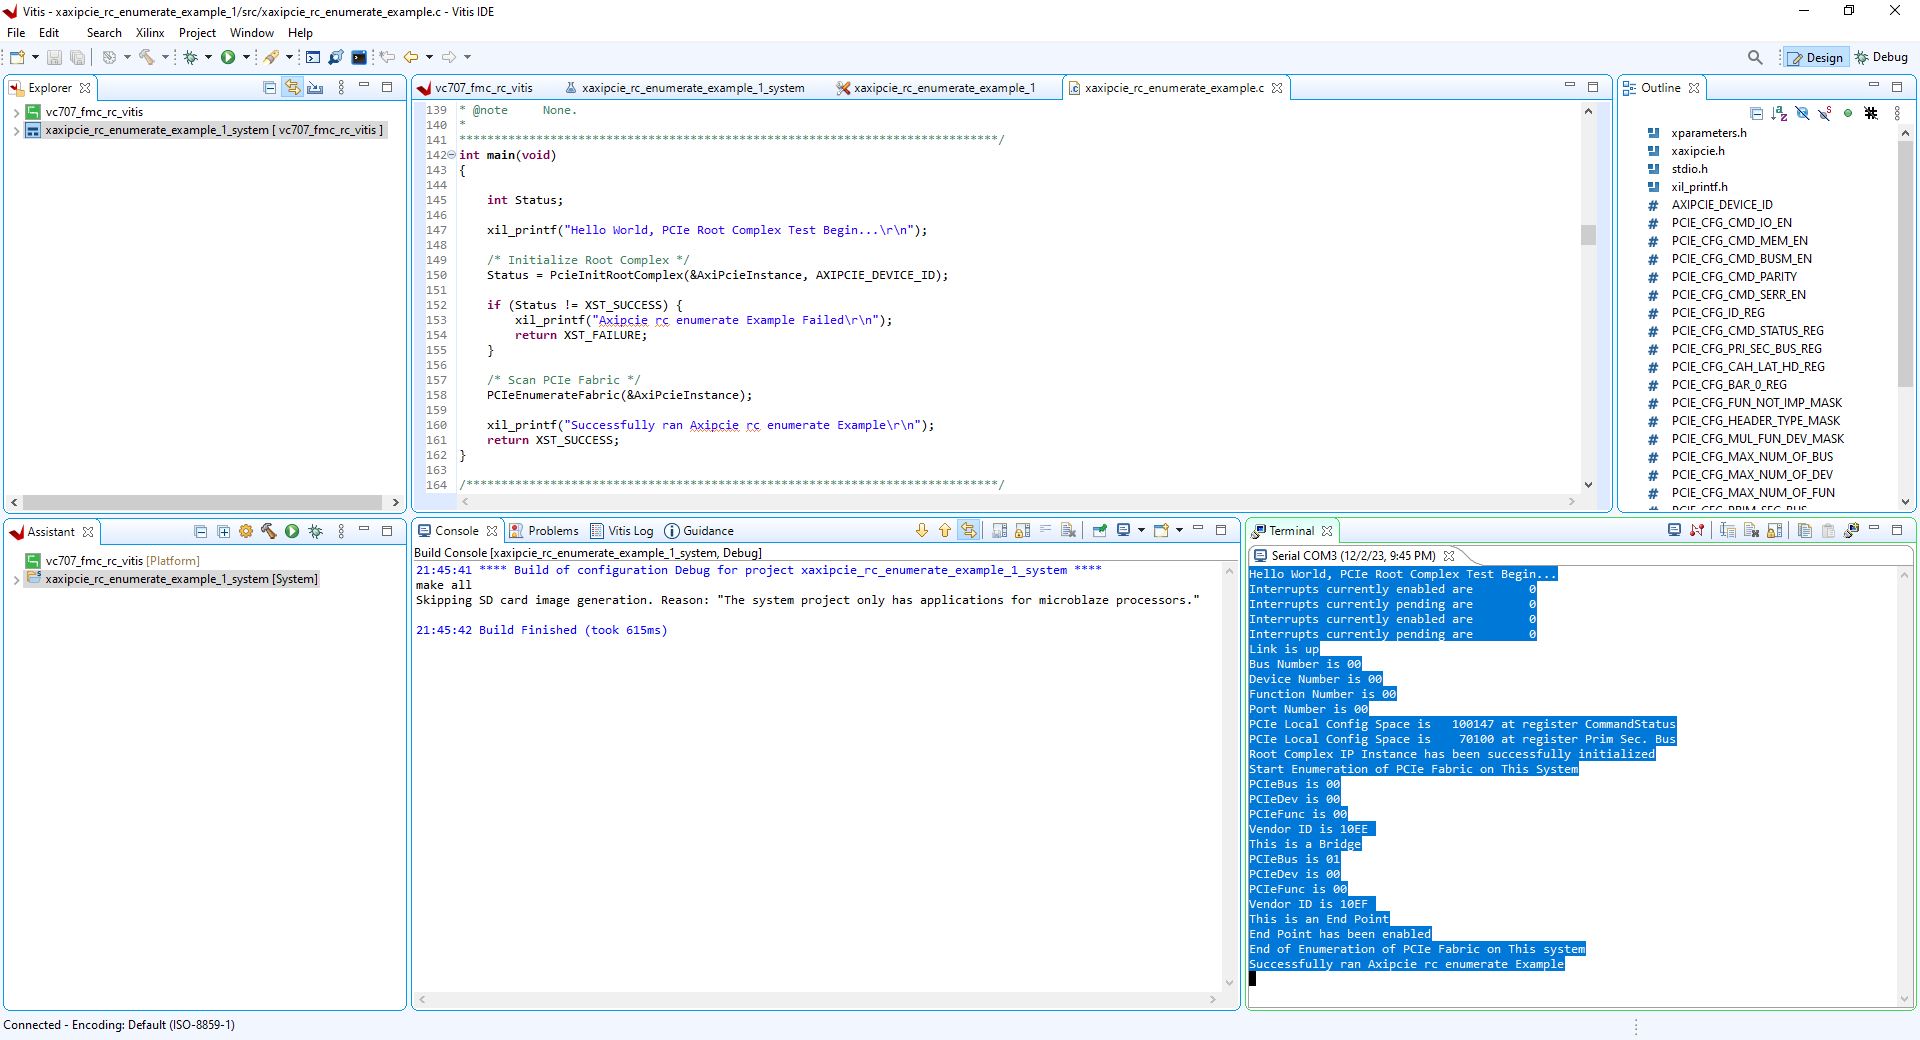 Vitis - xaxipcie_rc_enumerate_example_1/src/xaxipcie_rc_enumerate_example.c - Vitis IDE
File Edit Search Xilinx Project Window Help
Design Debug
Explorer
vc707_fmc_rc_vitis
xaxipcie_rc_enumerate_example_1_system [ vc707_fmc_rc_vitis ]
vc707_fmc_rc_vitis xaxipcie_rc_enumerate_example_1_system xaxipcie_rc_enumerate_example_1 xaxipcie_rc_enumerate_example.c
139 * @note     None.
140 *
141 ****************************************************************************/
142 int main(void)
143 {
144
145     int Status;
146
147     xil_printf("Hello World, PCIe Root Complex Test Begin...\r\n");
148
149     /* Initialize Root Complex */
150     Status = PcieInitRootComplex(&AxiPcieInstance, AXIPCIE_DEVICE_ID);
151
152     if (Status != XST_SUCCESS) {
153         xil_printf("Axipcie rc enumerate Example Failed\r\n");
154         return XST_FAILURE;
155     }
156
157     /* Scan PCIe Fabric */
158     PCIeEnumerateFabric(&AxiPcieInstance);
159
160     xil_printf("Successfully ran Axipcie rc enumerate Example\r\n");
161     return XST_SUCCESS;
162 }
163
164 /****************************************************************************/
Outline
xparameters.h
xaxipcie.h
stdio.h
xil_printf.h
# AXIPCIE_DEVICE_ID
# PCIE_CFG_CMD_IO_EN
# PCIE_CFG_CMD_MEM_EN
# PCIE_CFG_CMD_BUSM_EN
# PCIE_CFG_CMD_PARITY
# PCIE_CFG_CMD_SERR_EN
# PCIE_CFG_ID_REG
# PCIE_CFG_CMD_STATUS_REG
# PCIE_CFG_PRI_SEC_BUS_REG
# PCIE_CFG_CAH_LAT_HD_REG
# PCIE_CFG_BAR_0_REG
# PCIE_CFG_FUN_NOT_IMP_MASK
# PCIE_CFG_HEADER_TYPE_MASK
# PCIE_CFG_MUL_FUN_DEV_MASK
# PCIE_CFG_MAX_NUM_OF_BUS
# PCIE_CFG_MAX_NUM_OF_DEV
# PCIE_CFG_MAX_NUM_OF_FUN
Assistant
vc707_fmc_rc_vitis [Platform]
xaxipcie_rc_enumerate_example_1_system [System]
Console Problems Vitis Log Guidance
Build Console [xaxipcie_rc_enumerate_example_1_system, Debug]
21:45:41 **** Build of configuration Debug for project xaxipcie_rc_enumerate_example_1_system ****
make all
Skipping SD card image generation. Reason: "The system project only has applications for microblaze processors."
21:45:42 Build Finished (took 615ms)
Terminal
Serial COM3 (12/2/23, 9:45 PM)
Hello World, PCIe Root Complex Test Begin...
Interrupts currently enabled are        0
Interrupts currently pending are        0
Interrupts currently enabled are        0
Interrupts currently pending are        0
Link is up
Bus Number is 00
Device Number is 00
Function Number is 00
Port Number is 00
PCIe Local Config Space is   100147 at register CommandStatus
PCIe Local Config Space is    70100 at register Prim Sec. Bus
Root Complex IP Instance has been successfully initialized
Start Enumeration of PCIe Fabric on This System
PCIeBus is 00
PCIeDev is 00
PCIeFunc is 00
Vendor ID is 10EE
This is a Bridge
PCIeBus is 01
PCIeDev is 00
PCIeFunc is 00
Vendor ID is 10EF
This is an End Point
End Point has been enabled
End of Enumeration of PCIe Fabric on This system
Successfully ran Axipcie rc enumerate Example
Connected - Encoding: Default (ISO-8859-1)